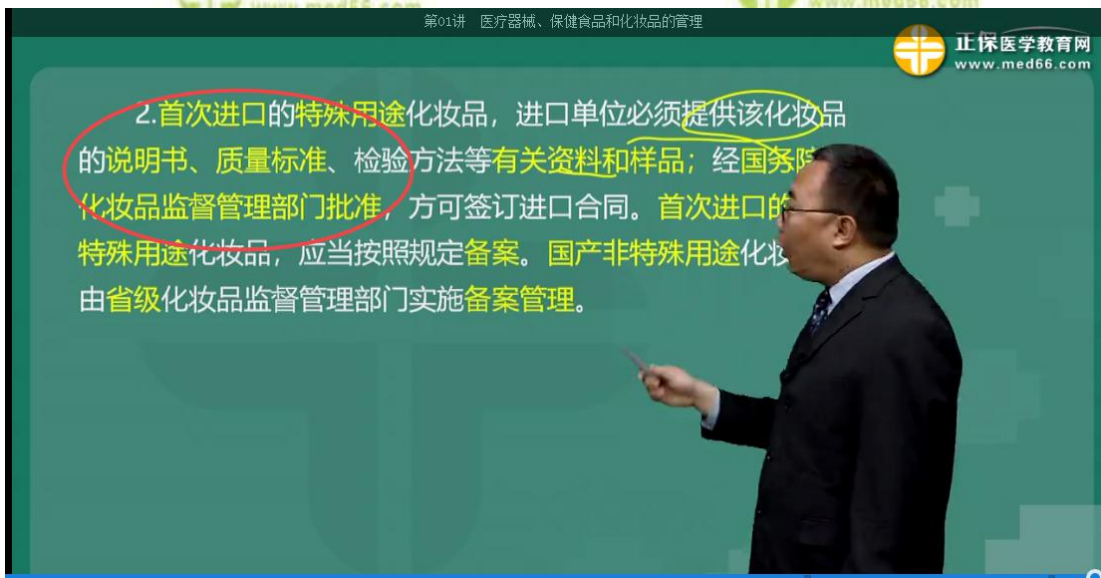 www.med66.com
www.med66.com
第01讲 医疗器械、保健食品和化妆品的管理
正保医学教育网
www.med66.com
2.首次进口的特殊用途化妆品，进口单位必须提供该化妆品
的说明书、质量标准、检验方法等有关资料和样品；经国务院
化妆品监督管理部门批准，方可签订进口合同。首次进口的
特殊用途化妆品，应当按照规定备案。国产非特殊用途化妆
由省级化妆品监督管理部门实施备案管理。